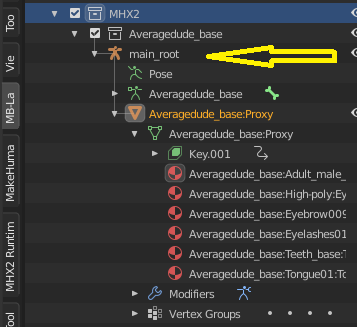 MHX2
Averagedude_base
main_root
Pose
Averagedude_base
Averagedude_base:Proxy
Averagedude_base:Proxy
Key.001
Averagedude_base:Adult_male_
Averagedude_base:High-poly:Ey
Averagedude_base:Eyebrow009
Averagedude_base:Eyelashes01
Averagedude_base:Teeth_base:T
Averagedude_base:Tongue01:To
Modifiers
Vertex Groups
Too
Vie
MB-La
MakeHuma
MHX2 Runtim
ool